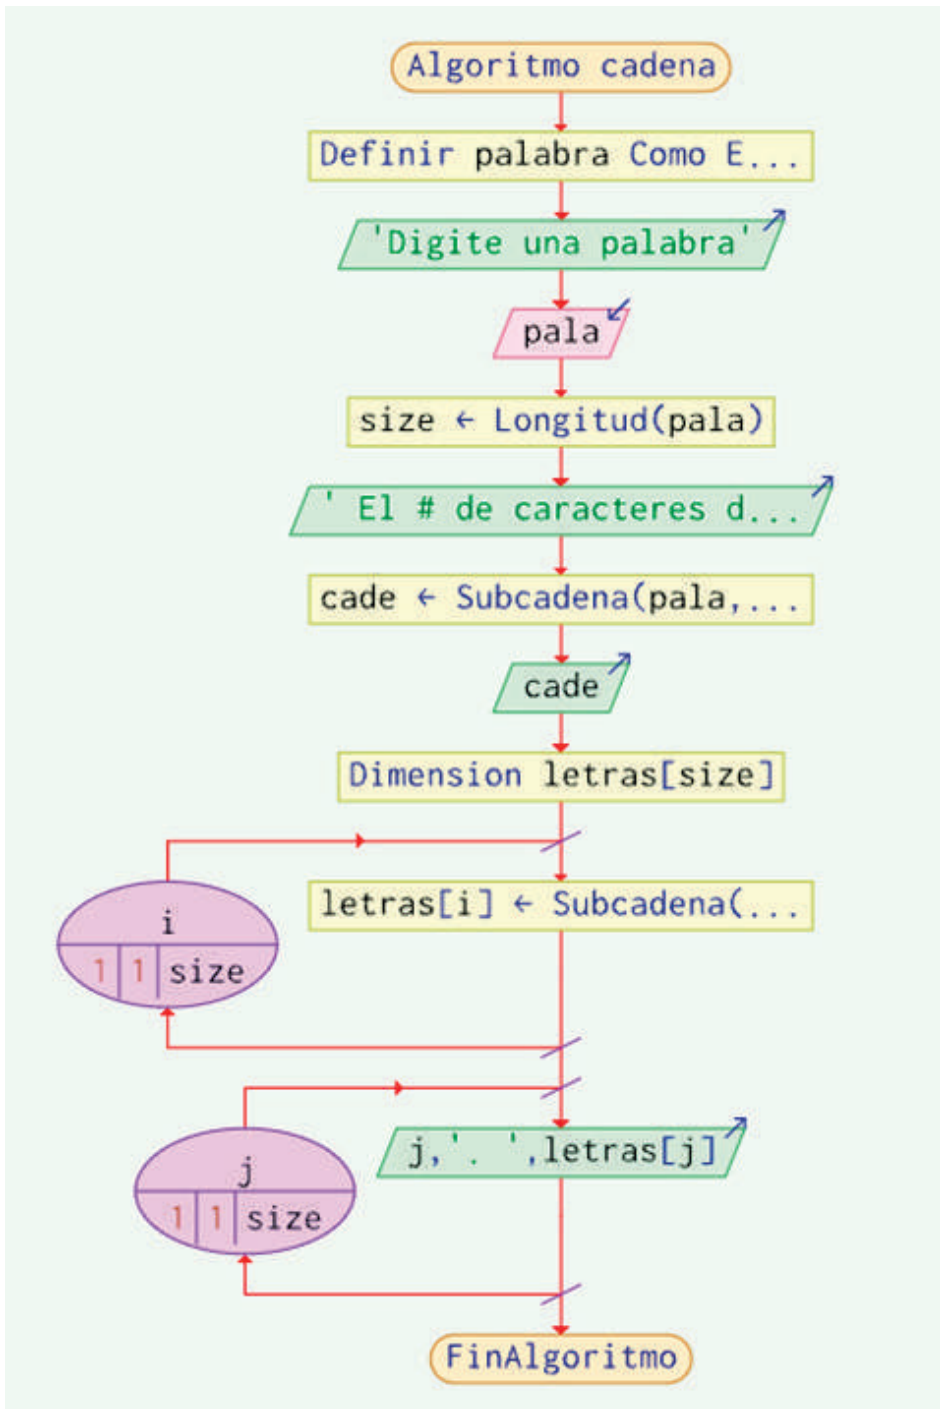 Algoritmo cadena
Definir palabra Como E...
'Digite una palabra'
pala
size ← Longitud(pala)
' El # de caracteres d...
cade ← Subcadena(pala,...
cade
Dimension letras[size]
letras[i] ← Subcadena(...
i
1 1 size
j,'. ',letras[j]
j
1 1 size
FinAlgoritmo